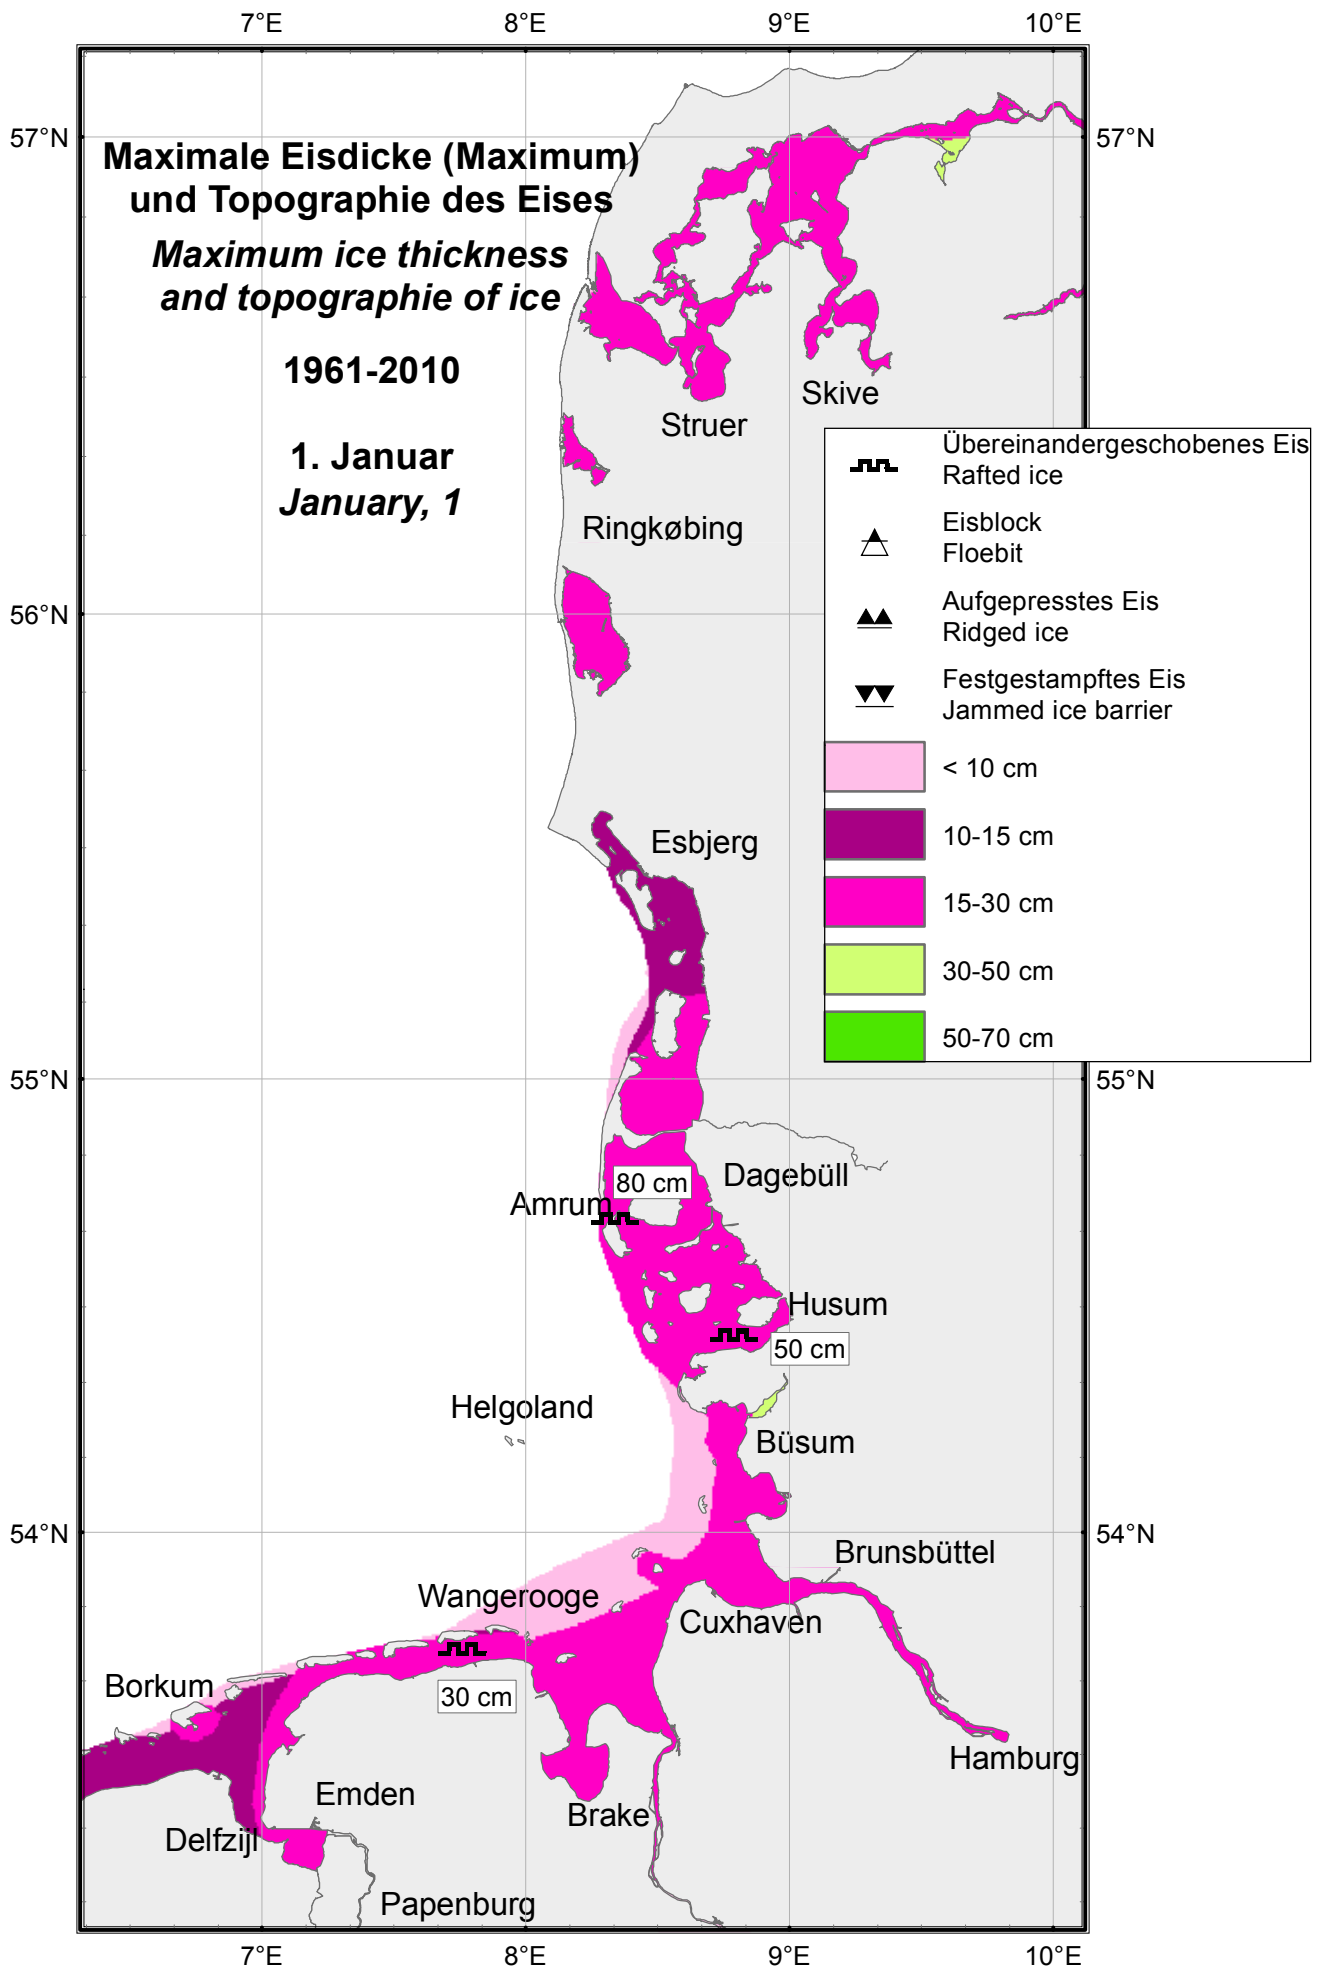 7°E 8°E 9°E 10°E
57°N 57°N
Maximale Eisdicke (Maximum)
und Topographie des Eises
Maximum ice thickness
and topographie of ice
1961-2010
1. Januar
January, 1
Skive
Struer
Ringkøbing
Übereinandergeschobenes Eis
Rafted ice
Eisblock
Floebit
Aufgepresstes Eis
Ridged ice
Festgestampftes Eis
Jammed ice barrier
< 10 cm
10-15 cm
15-30 cm
30-50 cm
50-70 cm
56°N
Esbjerg
55°N 55°N
Dagebüll
80 cm
Amrum
Husum
50 cm
Helgoland
Büsum
54°N 54°N
Brunsbüttel
Wangerooge
Cuxhaven
Borkum
30 cm
Hamburg
Emden
Brake
Delfzijl
Papenburg
7°E 8°E 9°E 10°E